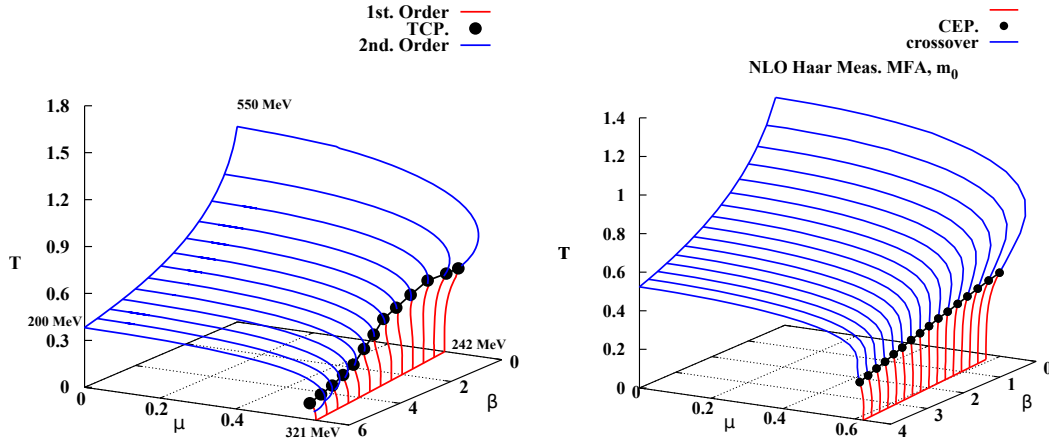 1st. Order
TCP.
2nd. Order
550 MeV
1.8
1.5
1.2
0.9
T
0.6
200 MeV
0.3
0
0
0.2
0.4
μ
321 MeV
6
4
β
2
0
242 MeV
CEP.
crossover
NLO Haar Meas. MFA, m0
1.4
1.2
1
0.8
T
0.6
0.4
0.2
0
0
0.2
0.4
μ
0.6
4
3
β
2
1
0